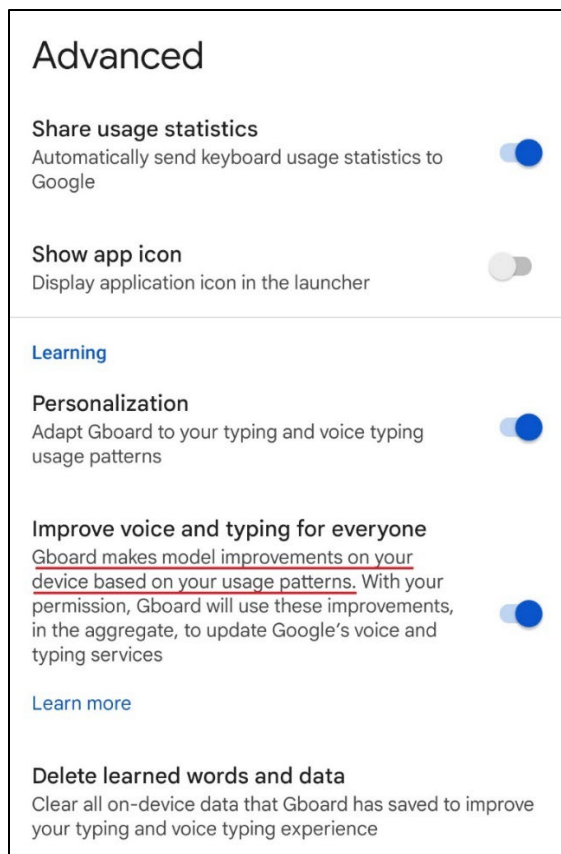 Advanced
Share usage statistics
Automatically send keyboard usage statistics to
Google
Show app icon
Display application icon in the launcher
Learning
Personalization
Adapt Gboard to your typing and voice typing
usage patterns
Improve voice and typing for everyone
Gboard makes model improvements on your
device based on your usage patterns. With your
permission, Gboard will use these improvements,
in the aggregate, to update Google’s voice and
typing services
Learn more
Delete learned words and data
Clear all on-device data that Gboard has saved to improve
your typing and voice typing experience